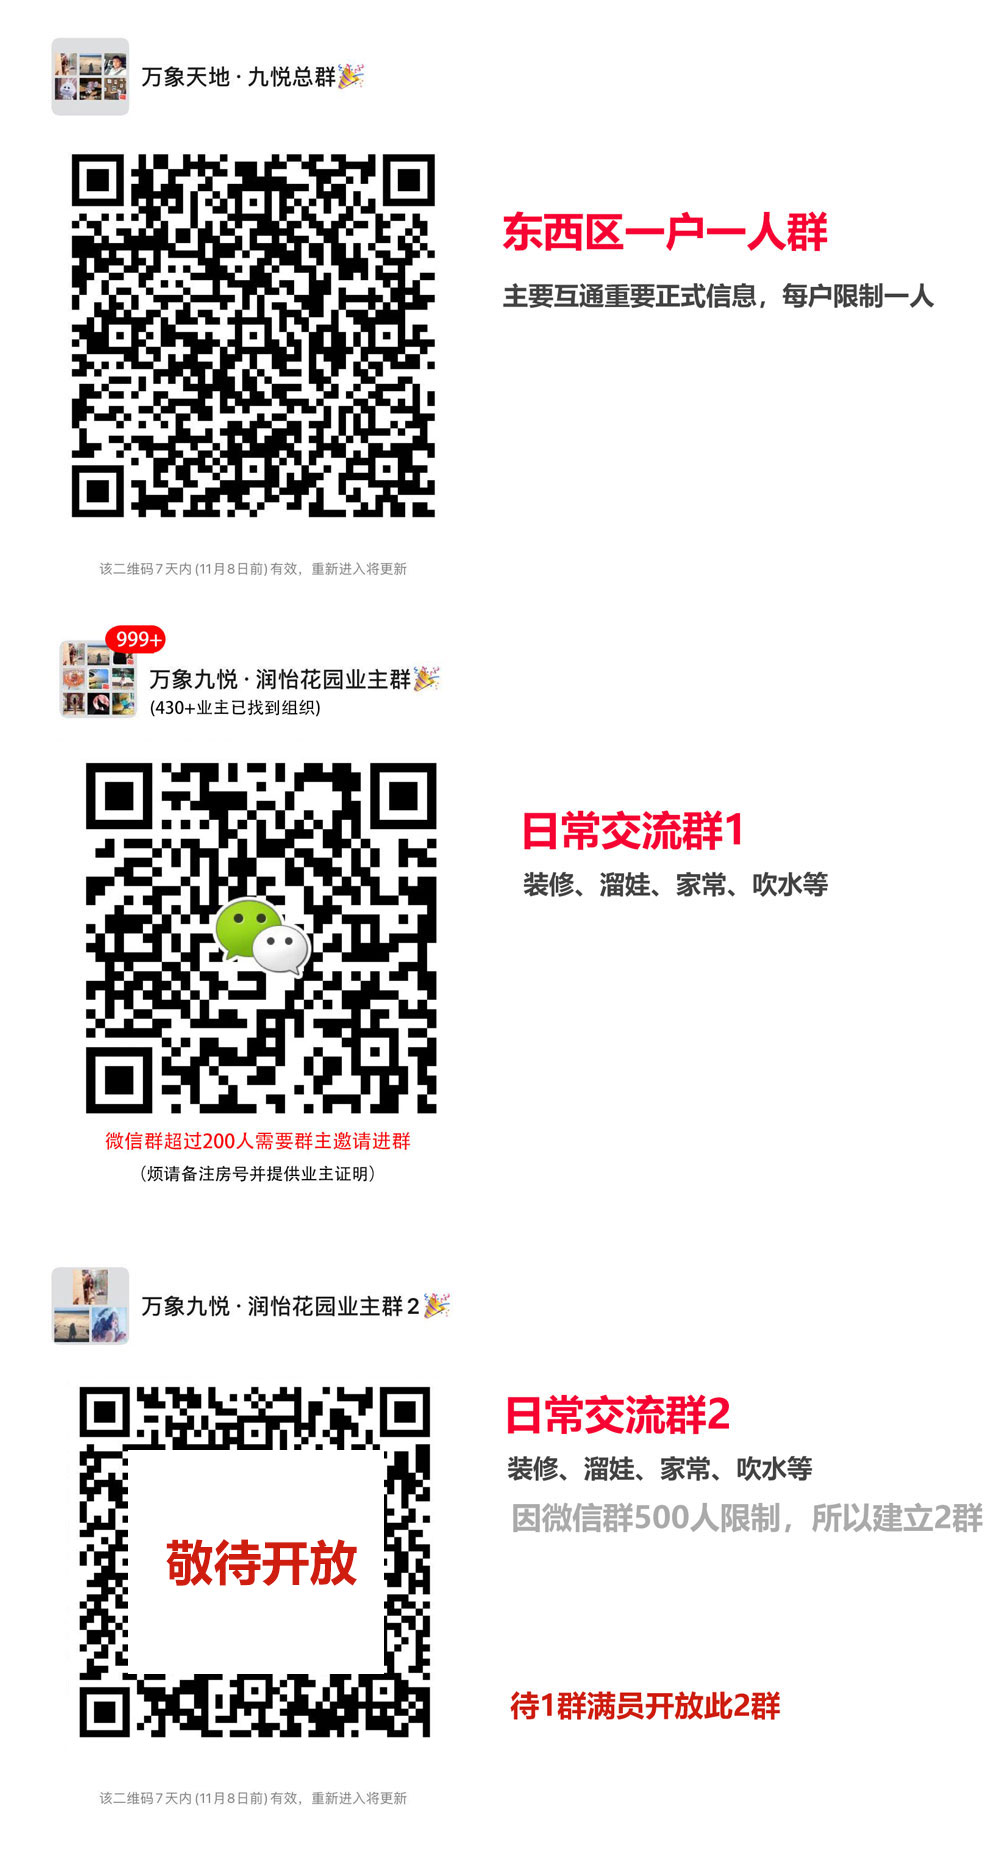 万象天地·九悦总群🎉
东西区一户一人群
主要互通重要正式信息，每户限制一人
该二维码7天内(11月8日前)有效，重新进入将更新
999+
万象九悦·润怡花园业主群🎉
(430+业主已找到组织)
日常交流群1
装修、溜娃、家常、吹水等
微信群超过200人需要群主邀请进群
（烦请备注房号并提供业主证明）
万象九悦·润怡花园业主群2🎉
日常交流群2
装修、溜娃、家常、吹水等
因微信群500人限制，所以建立2群
敬待开放
待1群满员开放此2群
该二维码7天内(11月8日前)有效，重新进入将更新